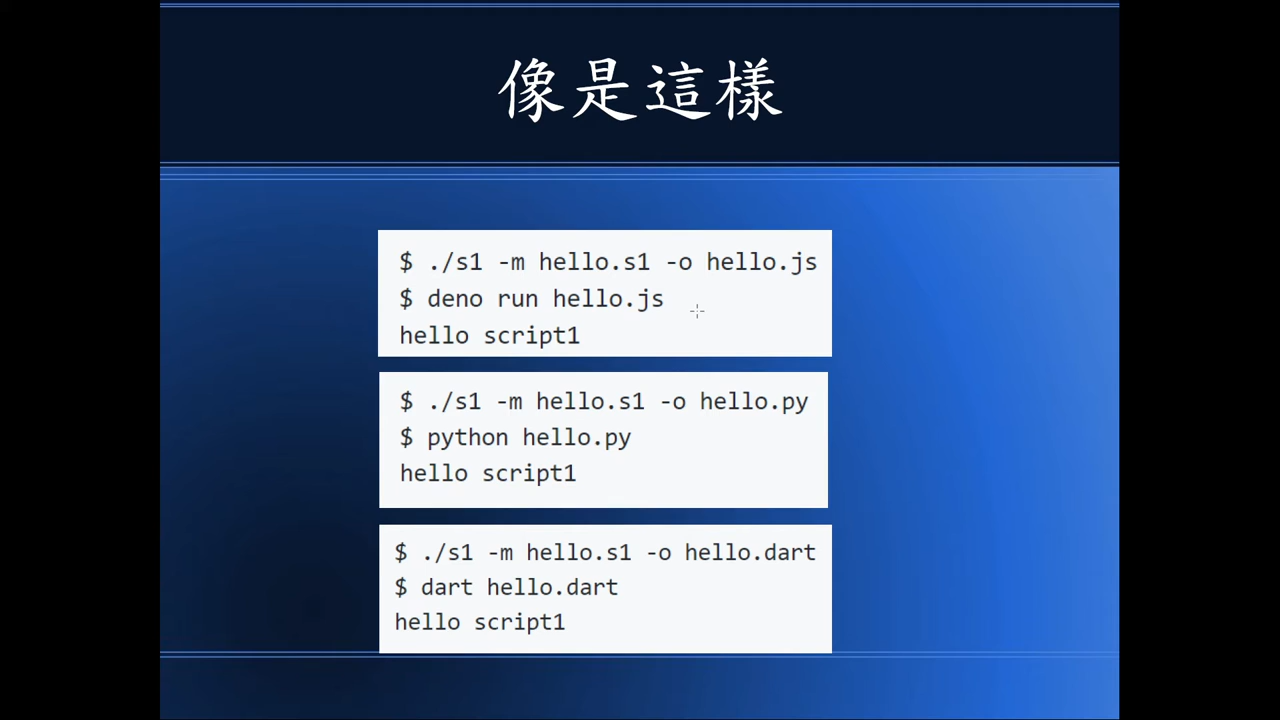 像是這樣
$ ./s1 -m hello.s1 -o hello.js
$ deno run hello.js
hello script1
$ ./s1 -m hello.s1 -o hello.py
$ python hello.py
hello script1
$ ./s1 -m hello.s1 -o hello.dart
$ dart hello.dart
hello script1